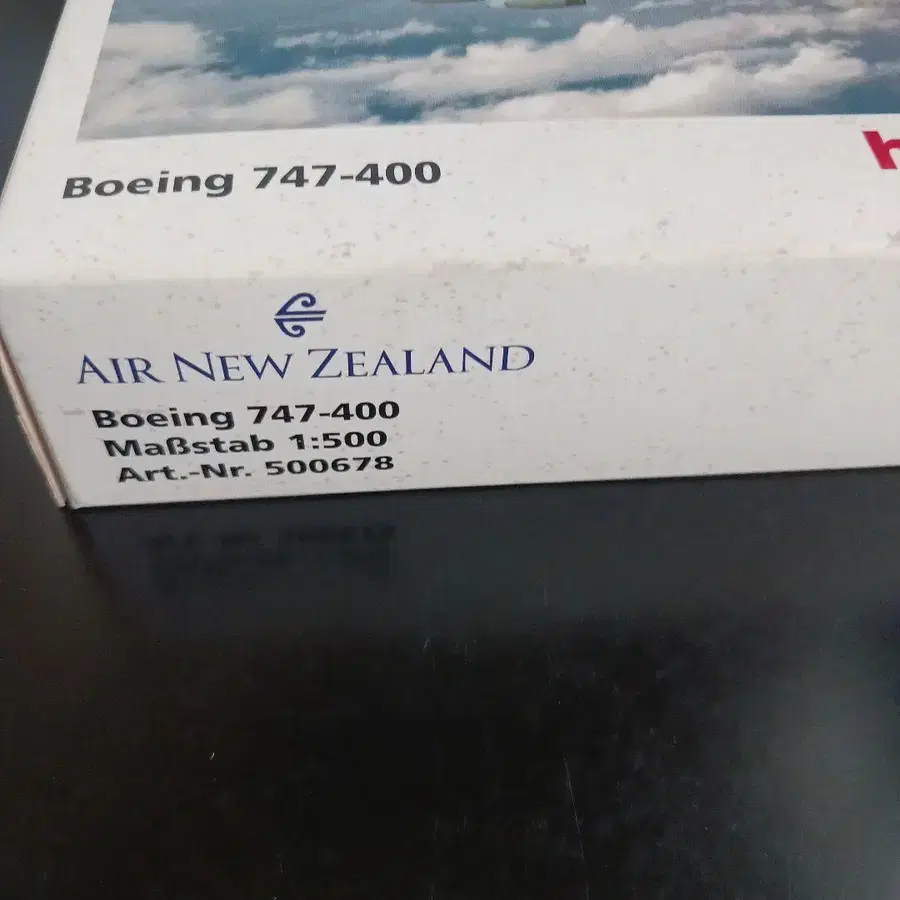 Boeing 747-400
AIR NEW ZEALAND
Boeing 747-400
Maßstab 1:500
Art.-Nr. 500678